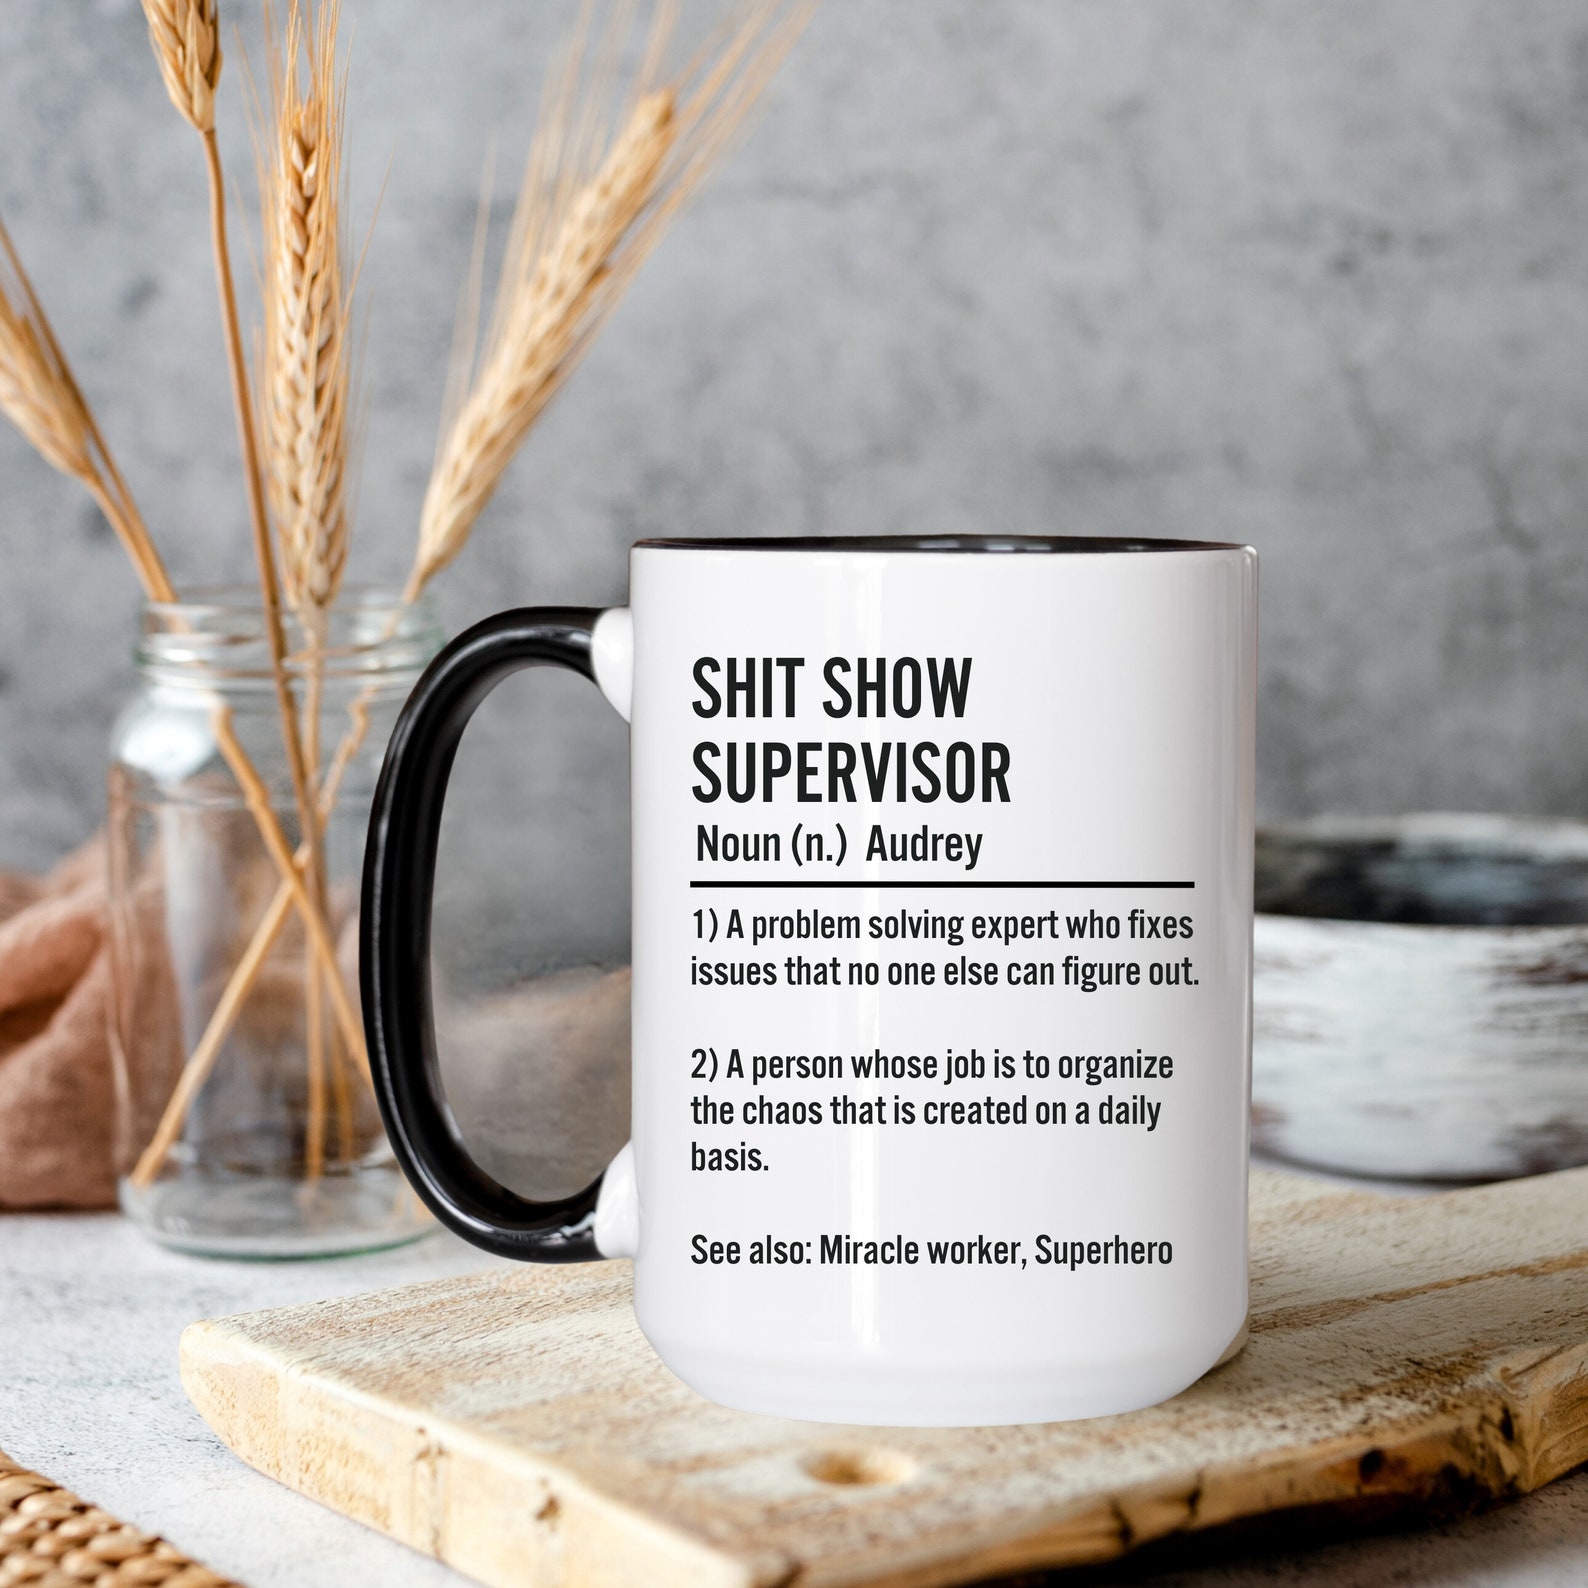 SHIT SHOW
SUPERVISOR
Noun (n.) Audrey
1) A problem solving expert who fixes
issues that no one else can figure out.
2) A person whose job is to organize
the chaos that is created on a daily
basis.
See also: Miracle worker, Superhero